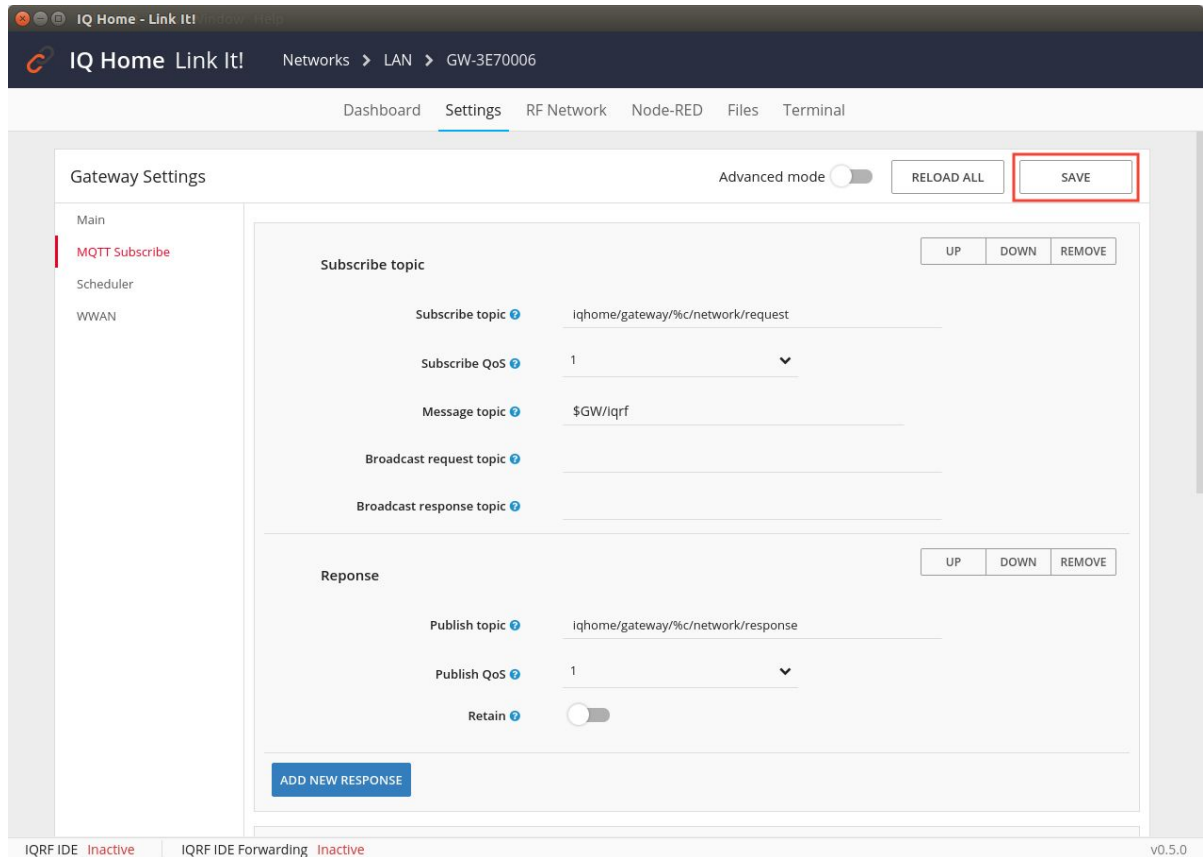 IQ Home - Link It! Window Help
IQ Home Link It! Networks > LAN > GW-3E70006
Dashboard Settings RF Network Node-RED Files Terminal
Gateway Settings Advanced mode RELOAD ALL SAVE
Main
MQTT Subscribe
Scheduler
WWAN
UP DOWN REMOVE
Subscribe topic
Subscribe topic ? iqhome/gateway/%c/network/request
Subscribe QoS ? 1
Message topic ? $GW/iqrf
Broadcast request topic ?
Broadcast response topic ?
UP DOWN REMOVE
Reponse
Publish topic ? iqhome/gateway/%c/network/response
Publish QoS ? 1
Retain ?
ADD NEW RESPONSE
IQRF IDE Inactive IQRF IDE Forwarding Inactive v0.5.0